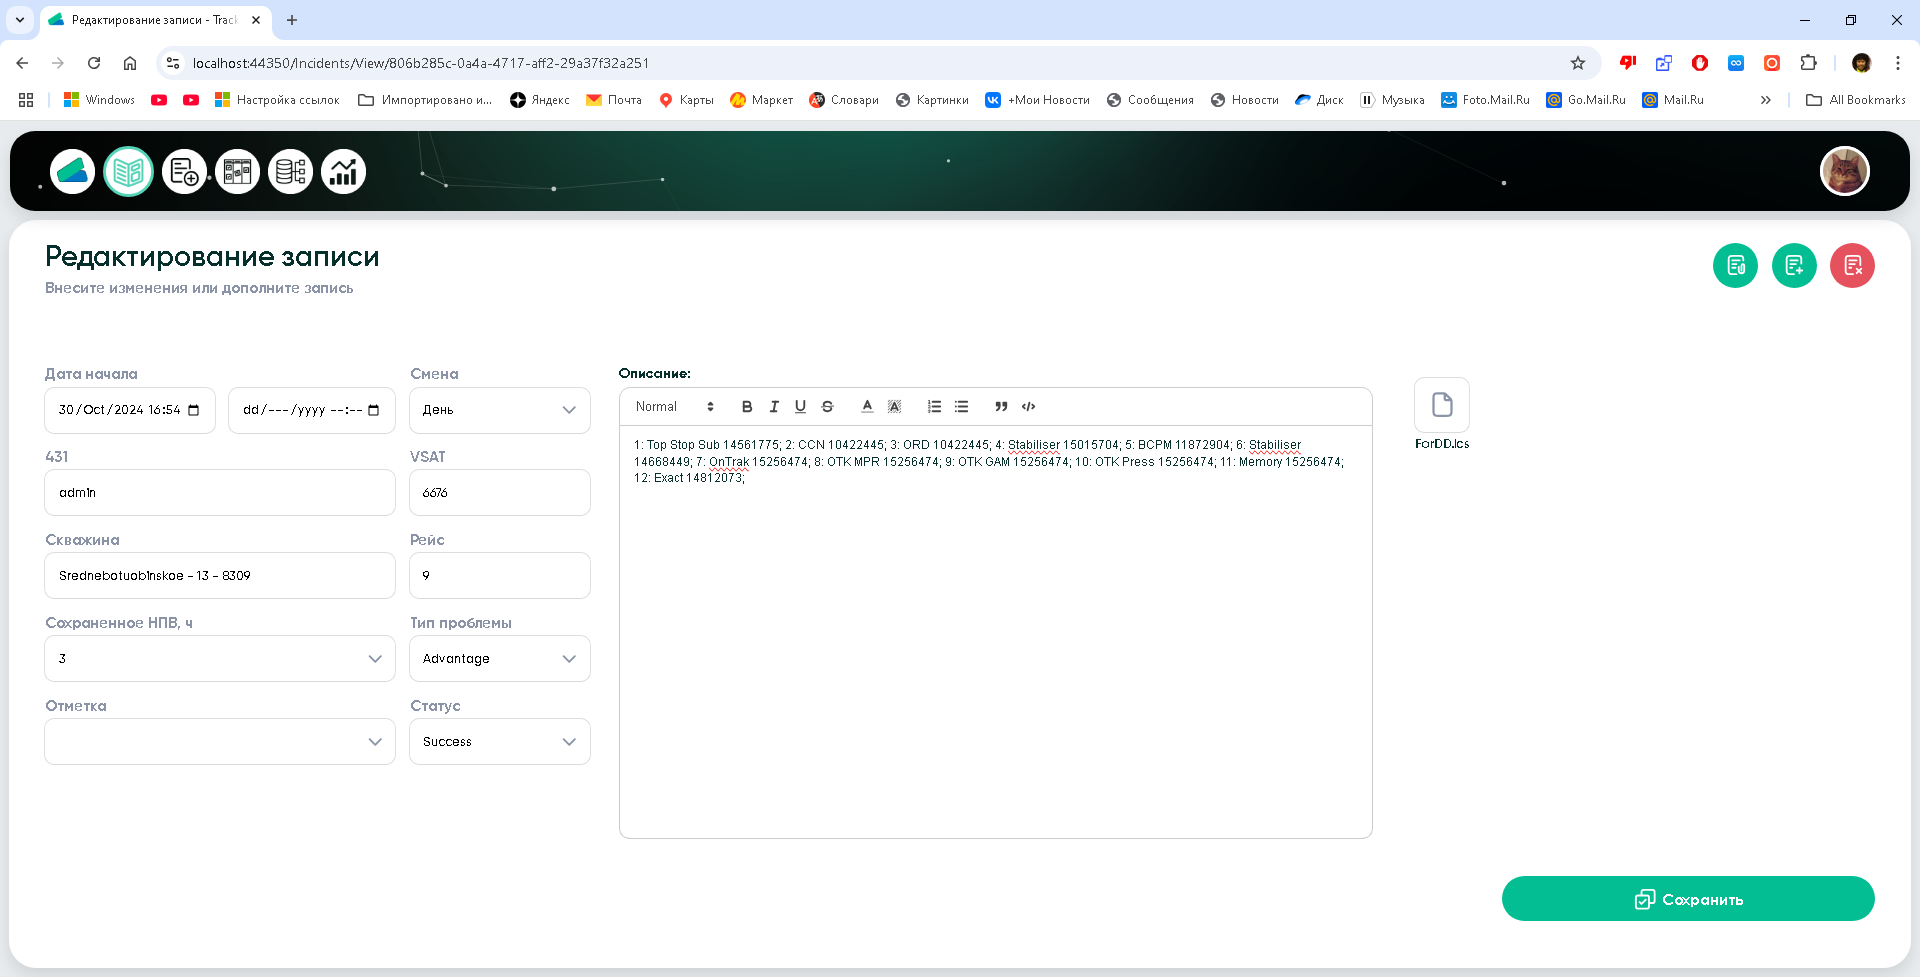 Редактирование записи - Track
localhost:44350/Incidents/View/806b285c-0a4a-4717-aff2-29a37f32a251
Windows Настройка ссылок Импортировано и... Яндекс Почта Карты Маркет Словари Картинки +Мои Новости Сообщения Новости Диск Музыка Foto.Mail.Ru Go.Mail.Ru Mail.Ru All Bookmarks
Редактирование записи
Внесите изменения или дополните запись
Дата начала
30/Oct/2024 16:54
dd/---/yyyy --:--
Смена
День
431
admin
VSAT
6676
Скважина
Srednebotuobinskoe - 13 - 8309
Рейс
9
Сохраненное НПВ, ч
3
Тип проблемы
Advantage
Отметка
Статус
Success
Описание:
Normal
1: Top Stop Sub 14561775; 2: CCN 10422445; 3: ORD 10422445; 4: Stabiliser 15015704; 5: BCPM 11872904; 6: Stabiliser
14668449; 7: OnTrak 15256474; 8: OTK MPR 15256474; 9: OTK GAM 15256474; 10: OTK Press 15256474; 11: Memory 15256474;
12: Exact 14812073;
ForDD.lcs
Сохранить